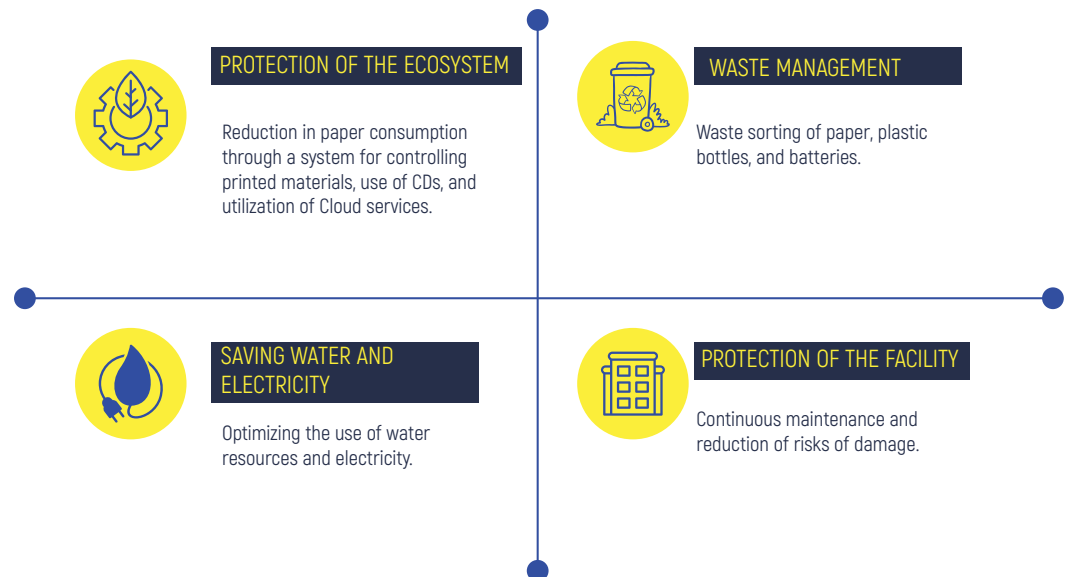 PROTECTION OF THE ECOSYSTEM
Reduction in paper consumption
through a system for controlling
printed materials, use of CDs, and
utilization of Cloud services.
WASTE MANAGEMENT
Waste sorting of paper, plastic
bottles, and batteries.
SAVING WATER AND
ELECTRICITY
Optimizing the use of water
resources and electricity.
PROTECTION OF THE FACILITY
Continuous maintenance and
reduction of risks of damage.